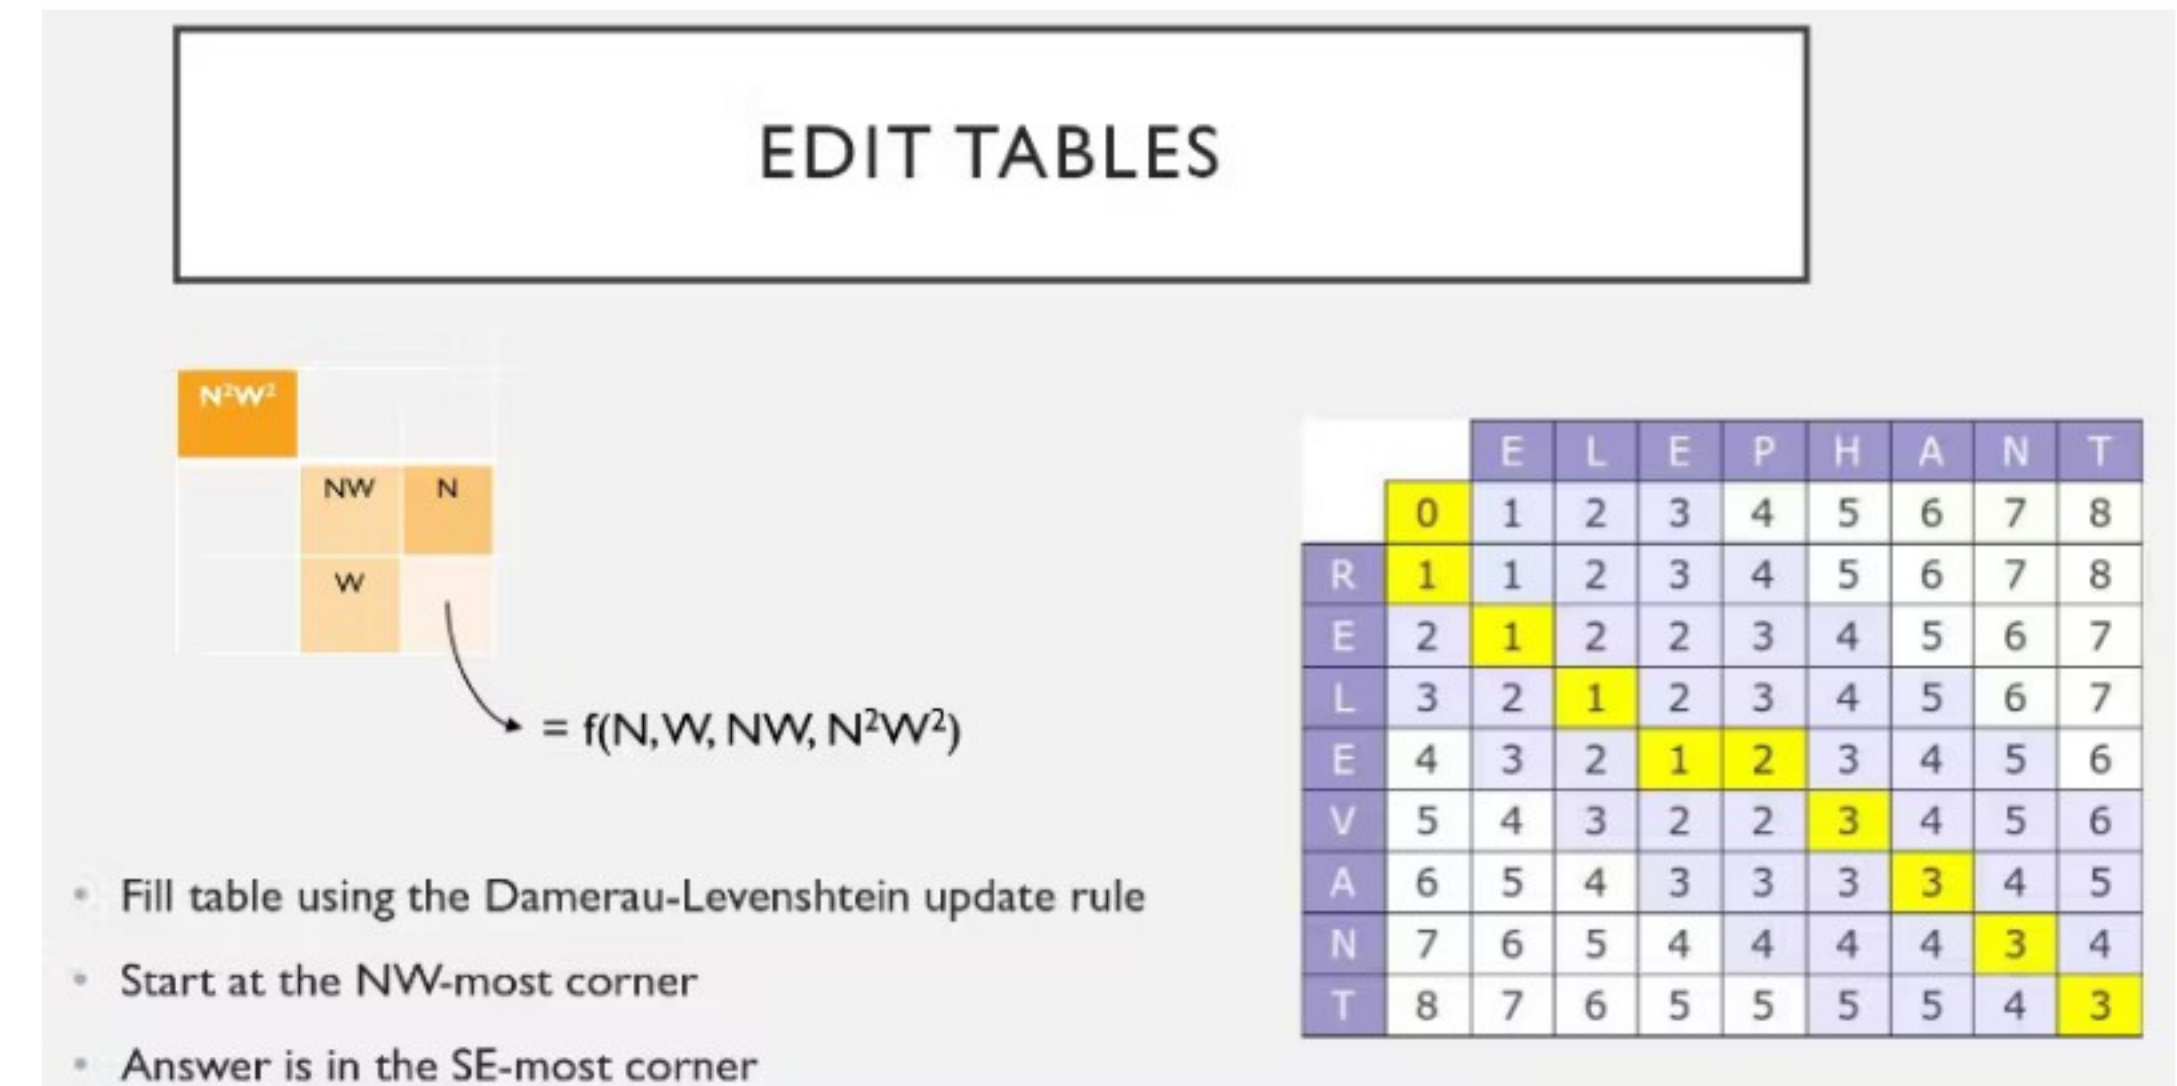 EDIT TABLES
N²W²
NW N
W
= f(N,W, NW, N²W²)
• Fill table using the Damerau-Levenshtein update rule
• Start at the NW-most corner
• Answer is in the SE-most corner
E L E P H A N T
0 1 2 3 4 5 6 7 8
R 1 1 2 3 4 5 6 7 8
E 2 1 2 2 3 4 5 6 7
L 3 2 1 2 3 4 5 6 7
E 4 3 2 1 2 3 4 5 6
V 5 4 3 2 2 3 4 5 6
A 6 5 4 3 3 3 3 4 5
N 7 6 5 4 4 4 4 3 4
T 8 7 6 5 5 5 5 4 3